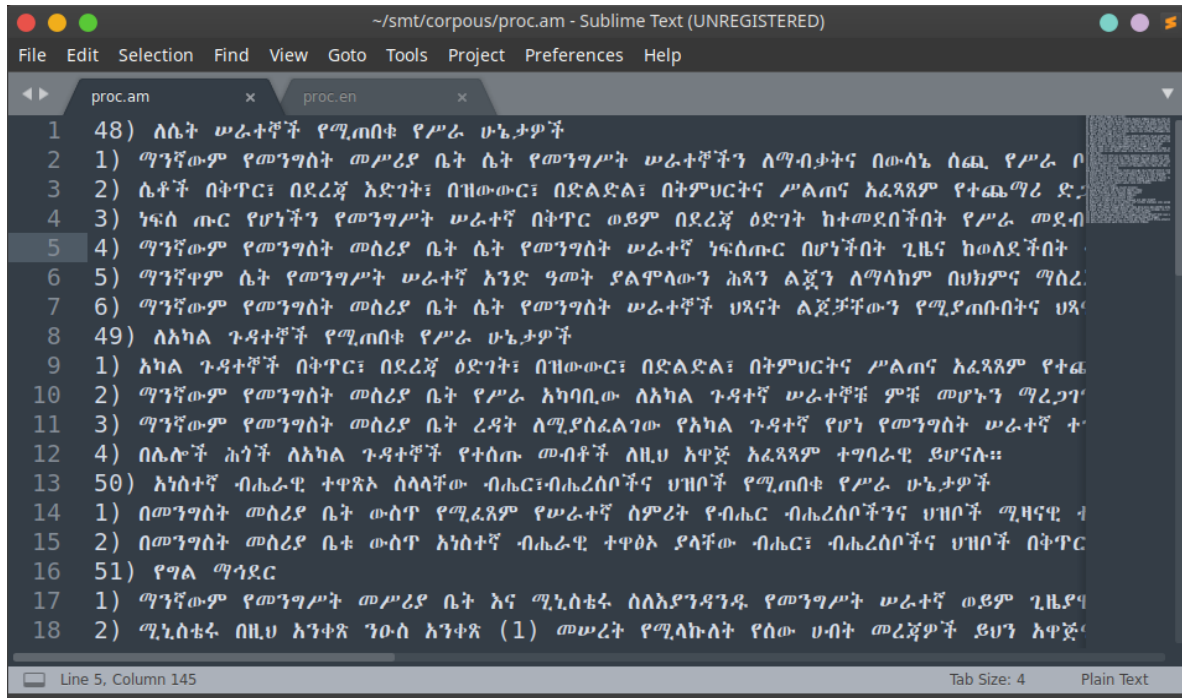 ~/smt/corpous/proc.am - Sublime Text (UNREGISTERED)
File Edit Selection Find View Goto Tools Project Preferences Help
proc.am × proc.en ×
1 48) ለሴት ሠራተኞች የሚጠበቁ የሥራ ሁኔታዎች
2 1) ማንኛውም የመንግስት መሥሪያ ቤት ሴት የመንግሥት ሠራተኞችን ለማብቃትና በውሳኔ ሰጪ የሥራ
3 2) ሴቶች በቅጥር፣ በደረጃ እድገት፣ በዝውውር፣ በድልድል፣ በትምህርትና ሥልጠና አፈጻጸም የተጨማሪ
4 3) ነፍሰ ጡር የሆነችን የመንግሥት ሠራተኛ በቅጥር ወይም በደረጃ ዕድገት ከተመደበችበት የሥራ
5 4) ማንኛውም የመንግስት መስሪያ ቤት ሴት የመንግስት ሠራተኛ ነፍሰጡር በሆነችበት ጊዜና ከወለደችበት
6 5) ማንኛዋም ሴት የመንግሥት ሠራተኛ አንድ ዓመት ያልሞላውን ሕጻን ልጇን ለማሳከም በህክምና
7 6) ማንኛውም የመንግስት መስሪያ ቤት ሴት የመንግስት ሠራተኞች ህጻናት ልጆቻቸውን የሚያጠቡበትና
8 49) ለአካል ጉዳተኞች የሚጠበቁ የሥራ ሁኔታዎች
9 1) አካል ጉዳተኞች በቅጥር፣ በደረጃ ዕድገት፣ በዝውውር፣ በድልድል፣ በትምህርትና ሥልጠና አፈጻጸም
10 2) ማንኛውም የመንግስት መስሪያ ቤት የሥራ አካባቢው ለአካል ጉዳተኛ ሠራተኞቹ ምቹ መሆኑን
11 3) ማንኛውም የመንግስት መስሪያ ቤት ረዳት ለሚያስፈልገው የአካል ጉዳተኛ የሆነ የመንግስት ሠራተኛ
12 4) በሌሎች ሕጎች ለአካል ጉዳተኞች የተሰጡ መብቶች ለዚህ አዋጅ አፈጻጻም ተግባራዊ ይሆናሉ።
13 50) አነስተኛ ብሔራዊ ተዋጽኦ ስላላቸው ብሔር፣ብሔረሰቦችና ህዝቦች የሚጠበቁ የሥራ ሁኔታዎች
14 1) በመንግስት መስሪያ ቤት ውስጥ የሚፈጸም የሠራተኛ ስምሪት የብሔር ብሔረሰቦችንና ህዝቦች ሚዛናዊ
15 2) በመንግስት መስሪያ ቤቱ ውስጥ አነስተኛ ብሔራዊ ተዋፅኦ ያላቸው ብሔር፣ ብሔረሰቦችና ህዝቦች በቅጥር
16 51) የግል ማኅደር
17 1) ማንኛውም የመንግሥት መሥሪያ ቤት እና ሚኒስቴሩ ስለእያንዳንዱ የመንግሥት ሠራተኛ ወይም
18 2) ሚኒስቴሩ በዚህ አንቀጽ ንዑስ አንቀጽ (1) መሠረት የሚላኩለት የሰው ሀብት መረጃዎች ይህን
Line 5, Column 145 Tab Size: 4 Plain Text